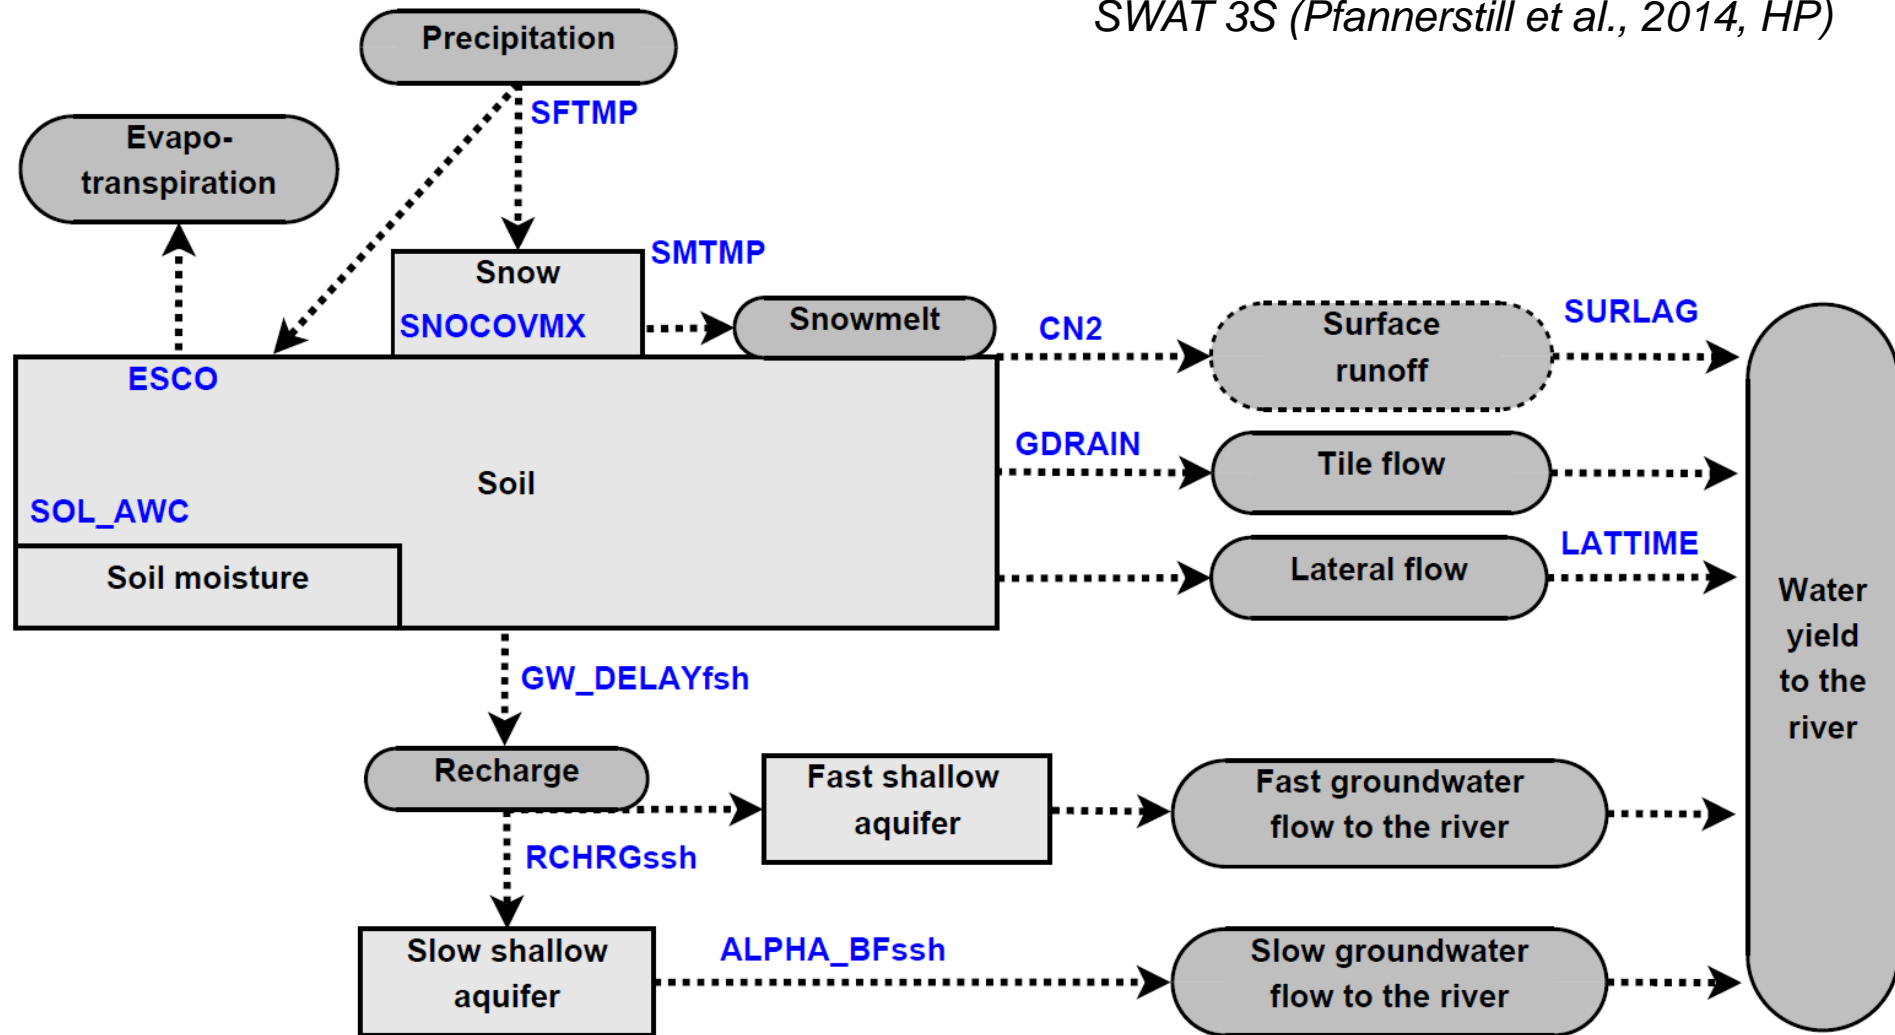 SWAT 3S (Pfannerstill et al., 2014, HP)
Precipitation
SFTMP
Evapo-
transpiration
SMTMP
Snow
SNOCOVMX
Snowmelt
CN2
Surface
runoff
SURLAG
ESCO
GDRAIN
Tile flow
Soil
SOL_AWC
LATTIME
Lateral flow
Soil moisture
Water
yield
to the
river
GW_DELAYfsh
Recharge
Fast shallow
aquifer
Fast groundwater
flow to the river
RCHRGssh
Slow shallow
aquifer
ALPHA_BFssh
Slow groundwater
flow to the river